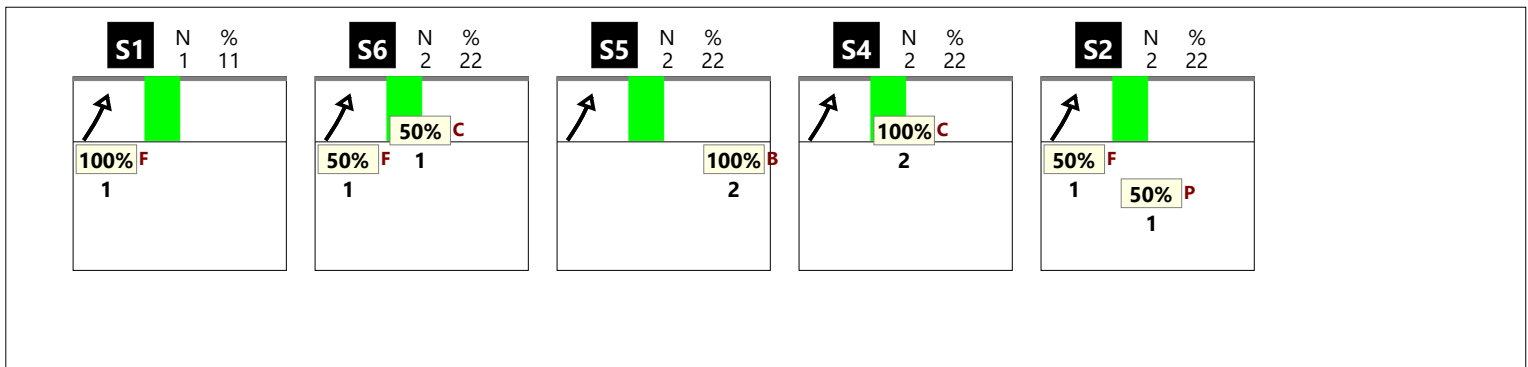 S1 N % 1 11
100% F
1
S6 N % 2 22
50% C
1
50% F
1
S5 N % 2 22
100% B
2
S4 N % 2 22
100% C
2
S2 N % 2 22
50% F
1
50% P
1